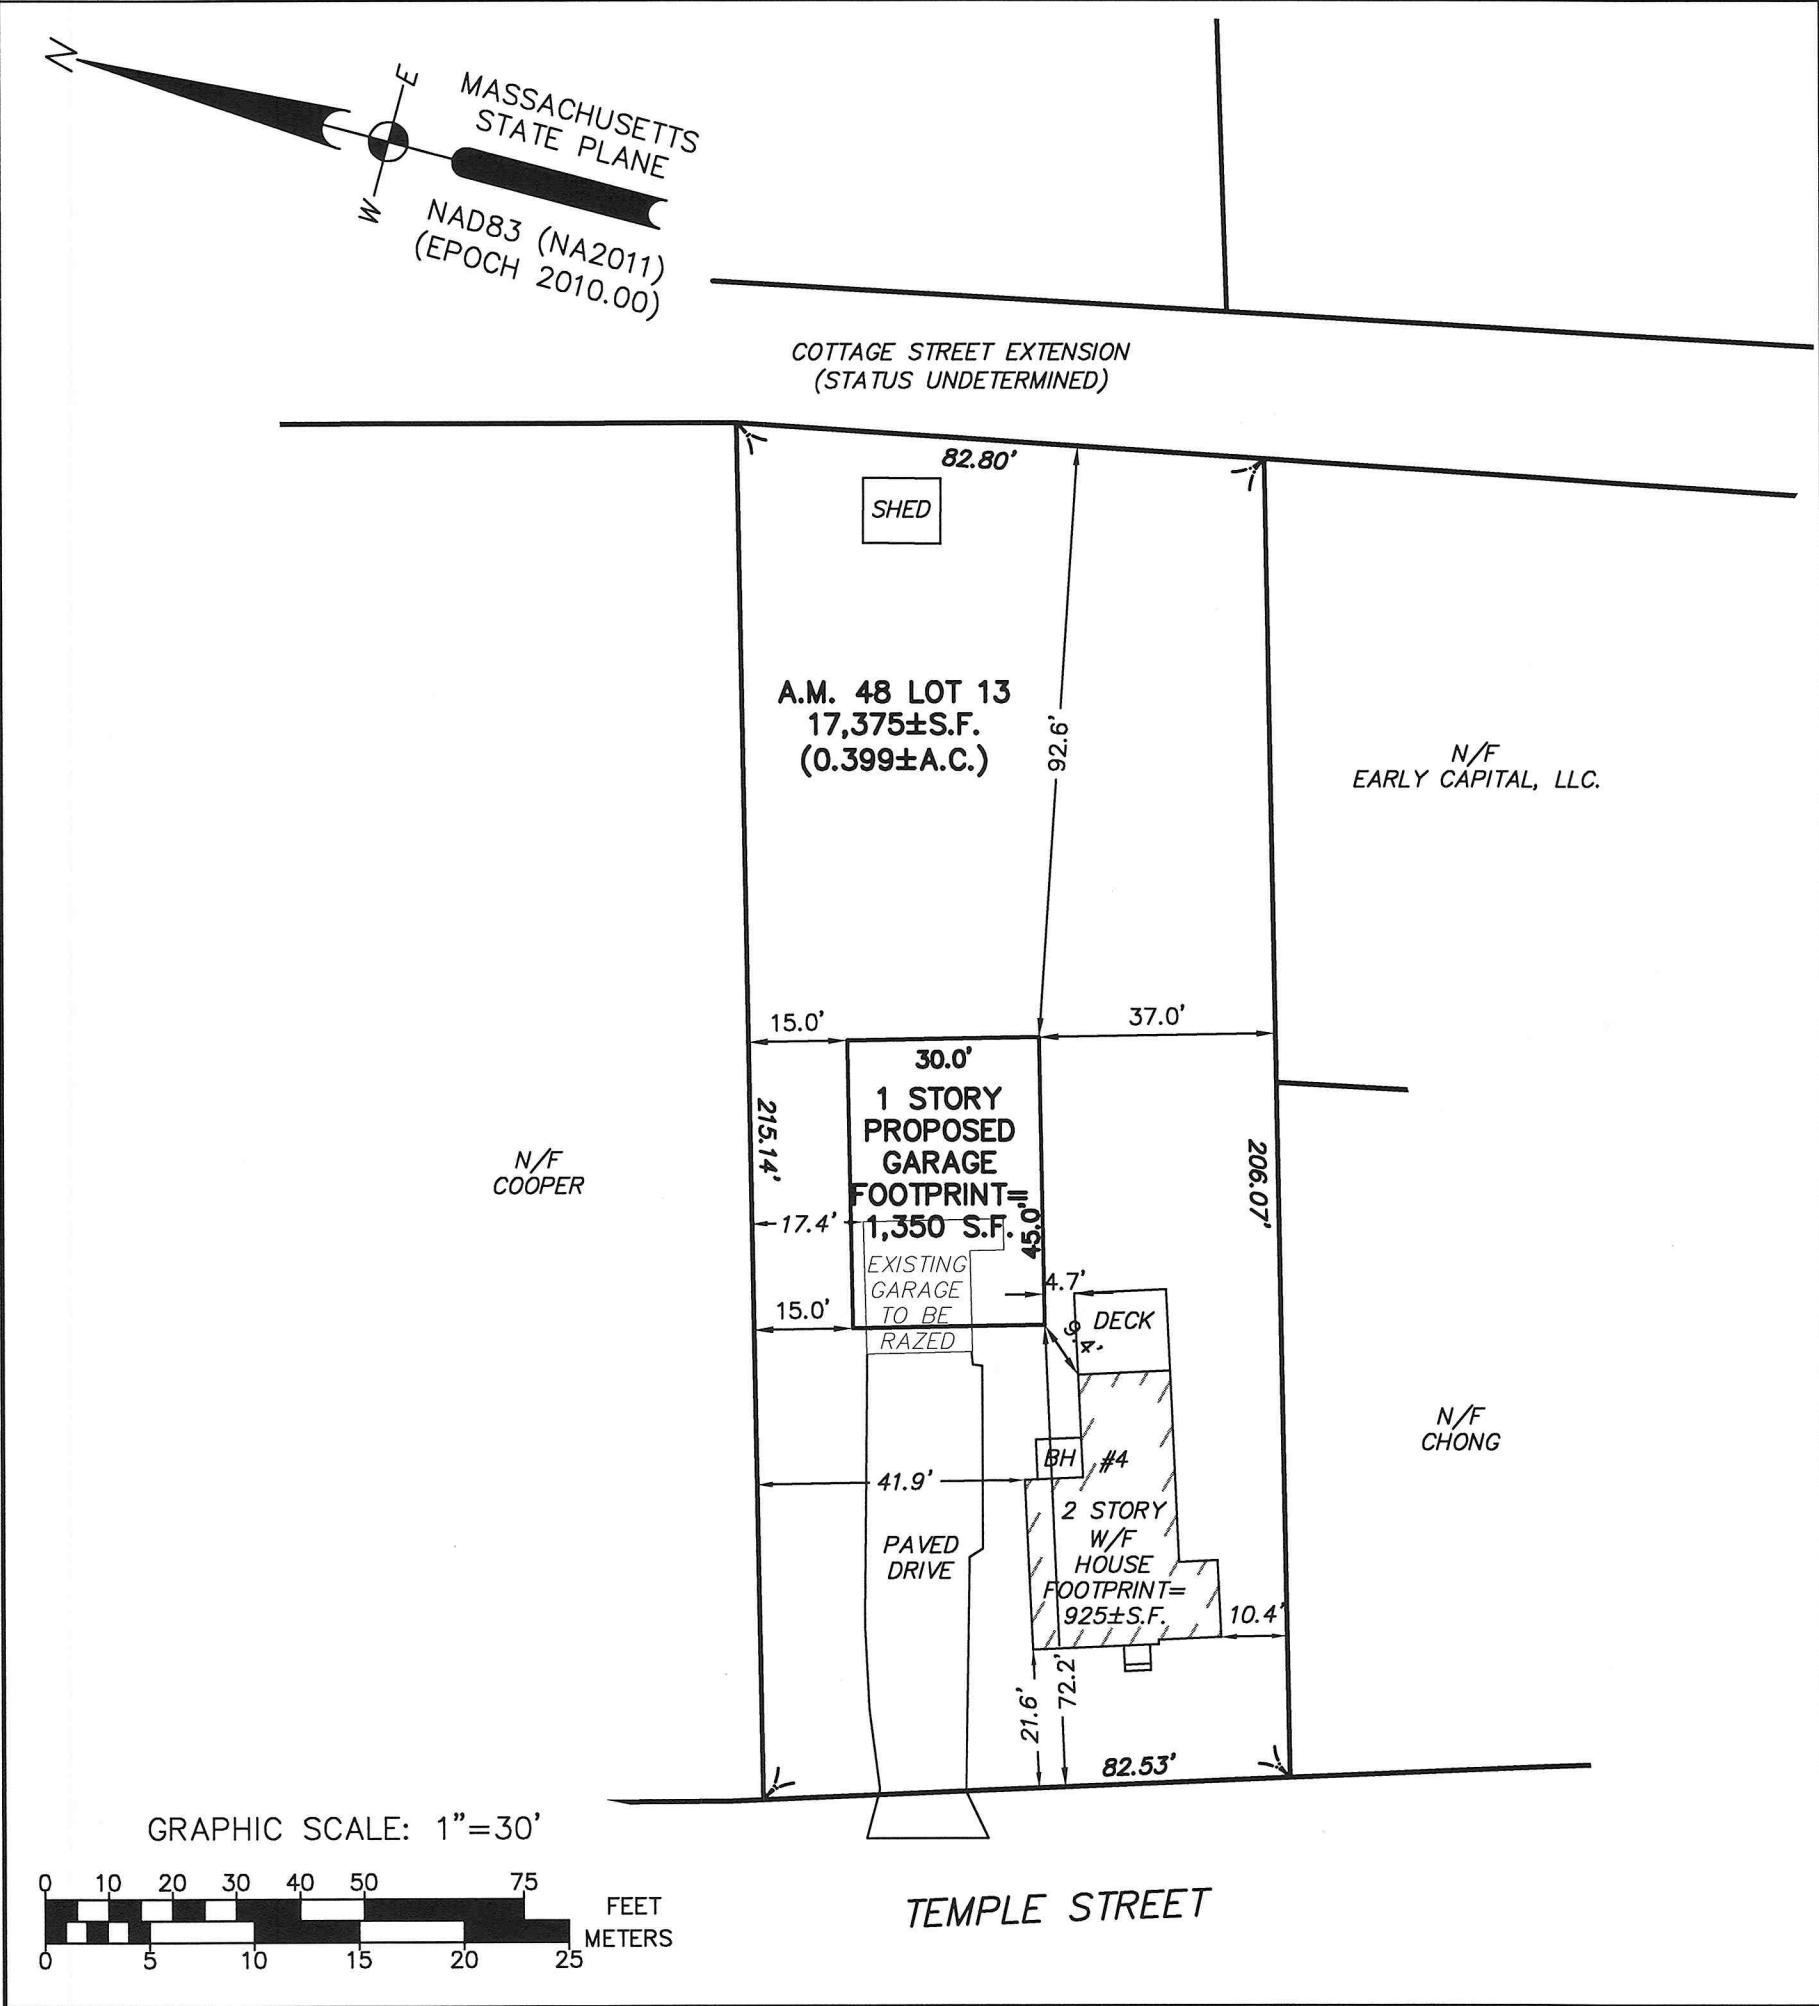 N
E
W
MASSACHUSETTS
STATE PLANE
NAD83 (NA2011)
(EPOCH 2010.00)
COTTAGE STREET EXTENSION
(STATUS UNDETERMINED)
82.80'
SHED
A.M. 48 LOT 13
17,375±S.F.
(0.399±A.C.)
92.6'
N/F
EARLY CAPITAL, LLC.
15.0'
37.0'
30.0'
1 STORY
PROPOSED
GARAGE
FOOTPRINT=
1,350 S.F.
45.0'
215.14'
206.07'
N/F
COOPER
17.4'
EXISTING
GARAGE
TO BE
RAZED
15.0'
4.7'
DECK
9.4'
N/F
CHONG
BH
#4
41.9'
2 STORY
W/F
HOUSE
FOOTPRINT=
925±S.F.
PAVED
DRIVE
10.4'
21.6'
72.2'
82.53'
GRAPHIC SCALE: 1"=30'
0 10 20 30 40 50 75
FEET
METERS
0 5 10 15 20 25
TEMPLE STREET